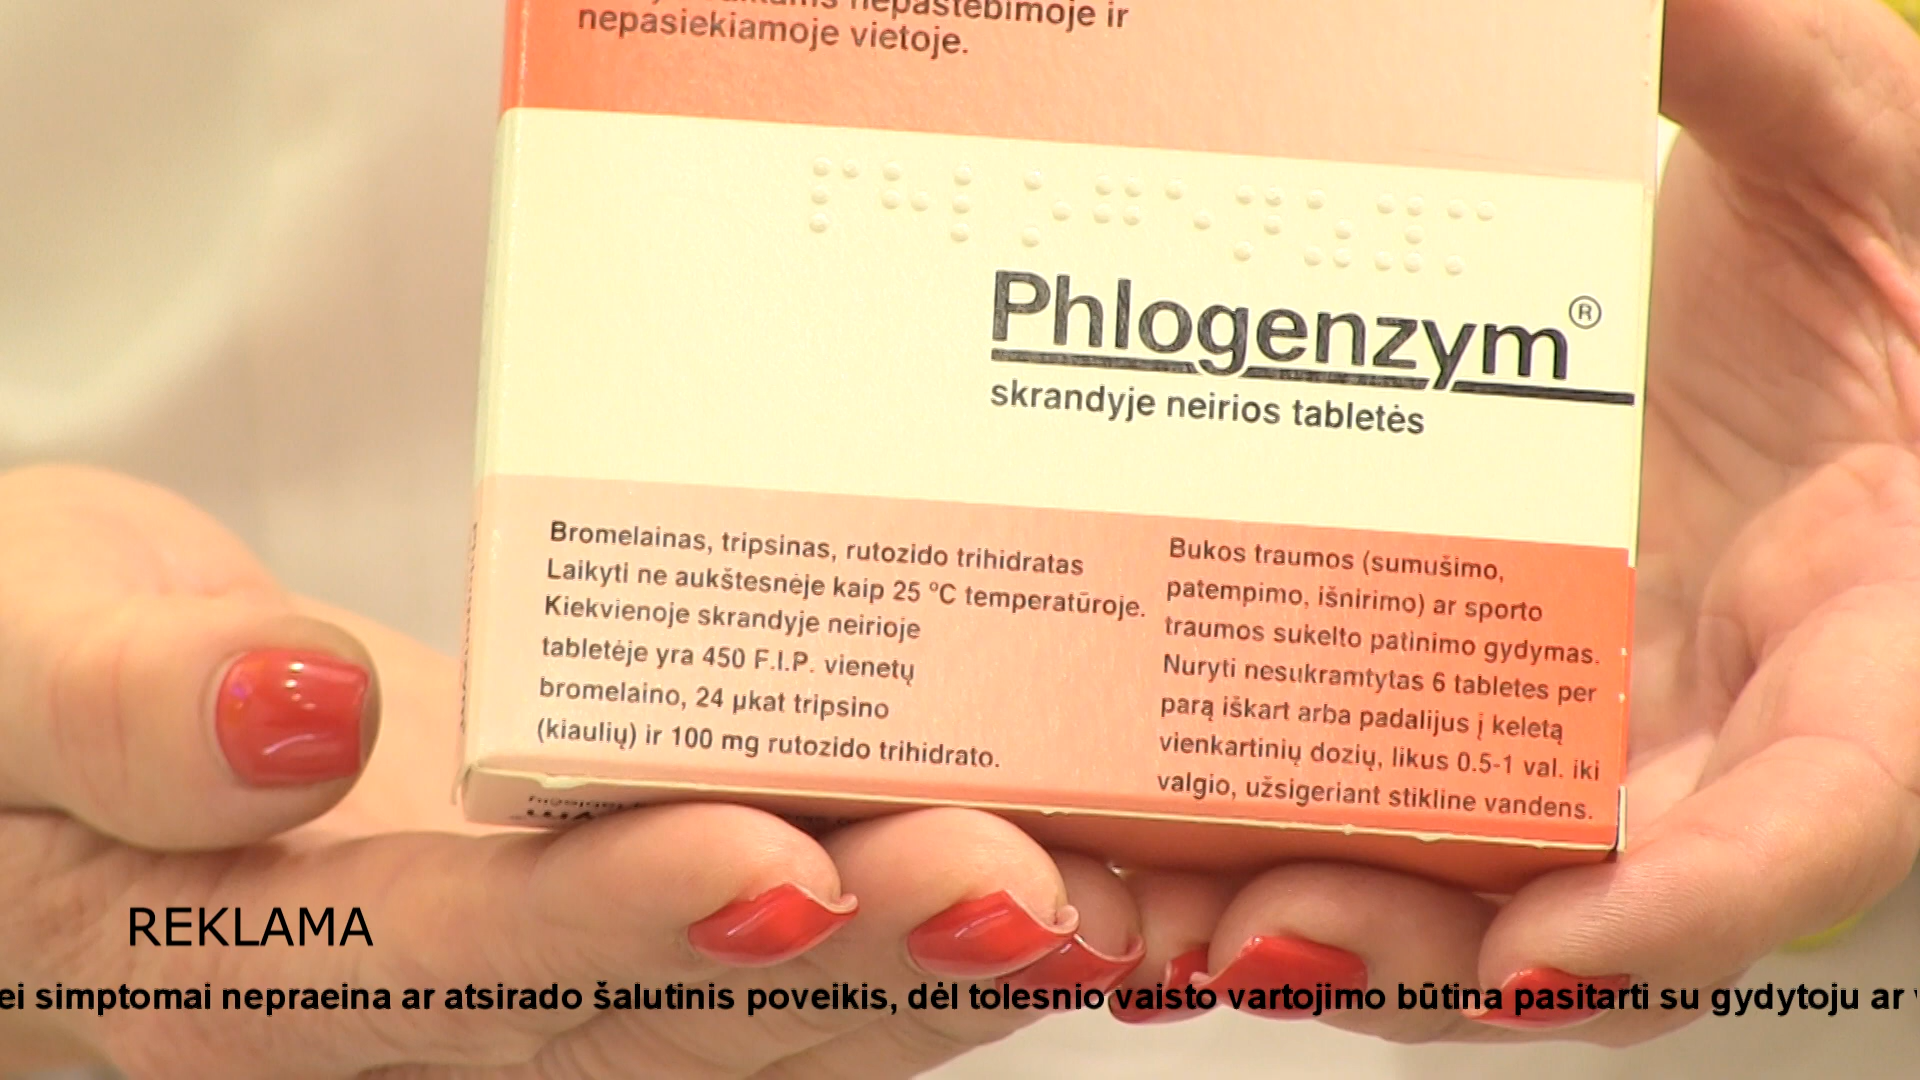 nepastebimoje ir
nepasiekiamoje vietoje.
Phlogenzym®
skrandyje neirios tabletės
Bromelainas, tripsinas, rutozido trihidratas
Laikyti ne aukštesnėje kaip 25 °C temperatūroje.
Kiekvienoje skrandyje neirioje
tabletėje yra 450 F.I.P. vienetų
bromelaino, 24 µkat tripsino
(kiaulių) ir 100 mg rutozido trihidrato.
Bukos traumos (sumušimo,
patempimo, išnirimo) ar sporto
traumos sukelto patinimo gydymas.
Nuryti nesukramtytas 6 tabletes per
parą iškart arba padalijus į keletą
vienkartinių dozių, likus 0.5-1 val. iki
valgio, užsigeriant stikline vandens.
REKLAMA
ei simptomai nepraeina ar atsirado šalutinis poveikis, dėl tolesnio vaisto vartojimo būtina pasitarti su gydytoju ar